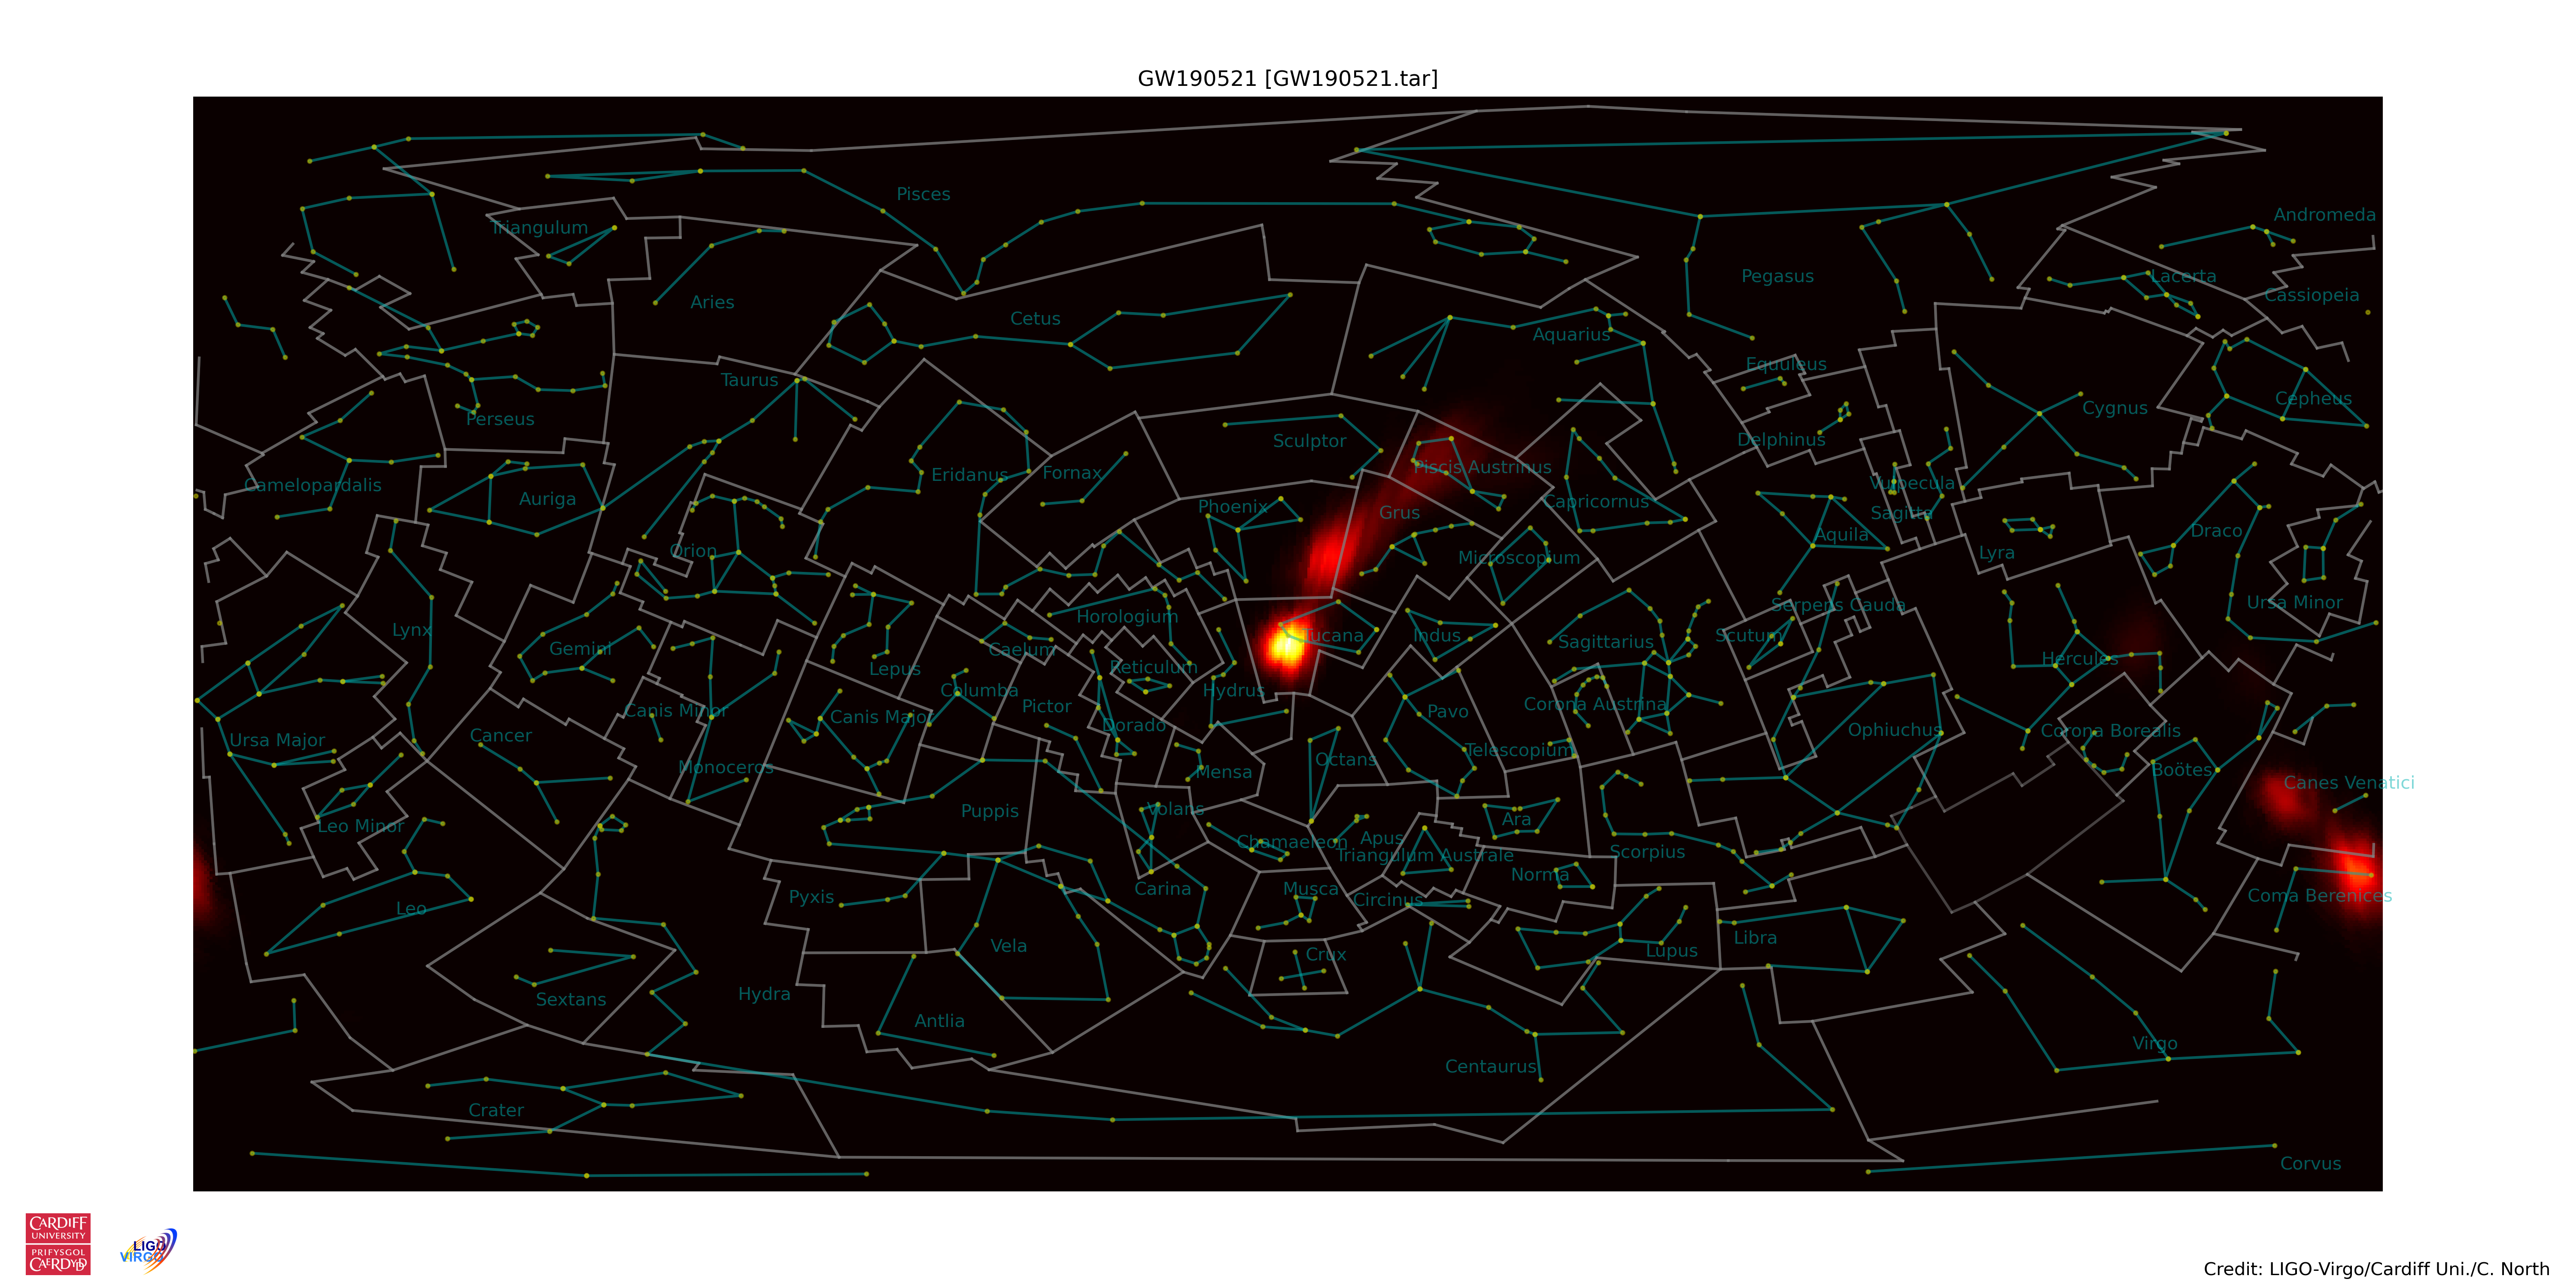 GW190521 [GW190521.tar]
Pisces
Andromeda
Triangulum
Pegasus
Lacerta
Cassiopeia
Aries
Cetus
Aquarius
Equuleus
Taurus
Cepheus
Cygnus
Perseus
Sculptor
Delphinus
Piscis Austrinus
Eridanus
Fornax
Camelopardalis
Vulpecula
Auriga
Capricornus
Phoenix
Grus
Sagitta
Draco
Aquila
Orion
Lyra
Microscopium
Ursa Minor
Serpens Cauda
Horologium
Lynx
Tucana
Indus
Scutum
Sagittarius
Gemini
Caelum
Hercules
Reticulum
Lepus
Columba
Hydrus
Corona Austrina
Pictor
Canis Minor
Pavo
Canis Major
Dorado
Ophiuchus
Corona Borealis
Cancer
Ursa Major
Telescopium
Octans
Monoceros
Mensa
Boötes
Canes Venatici
Puppis
Volans
Ara
Leo Minor
Apus
Chamaeleon
Scorpius
Triangulum Australe
Norma
Carina
Musca
Pyxis
Coma Berenices
Circinus
Leo
Libra
Vela
Lupus
Crux
Hydra
Sextans
Antlia
Virgo
Centaurus
Crater
Corvus
CARDIFF
UNIVERSITY
PRIFYSGOL
CAERDYDD
LIGO
VIRGO
Credit: LIGO-Virgo/Cardiff Uni./C. North